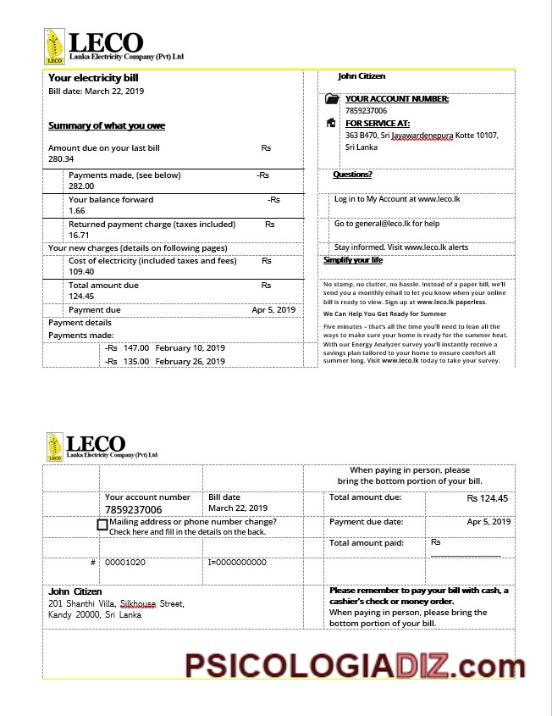 LECO
Lanka Electricity Company (Pvt) Ltd
Your electricity bill
Bill date: March 22, 2019
Summary of what you owe
Amount due on your last bill Rs
280.34
Payments made, (see below) -Rs
282.00
Your balance forward -Rs
1.66
Returned payment charge (taxes included) Rs
16.71
Your new charges (details on following pages)
Cost of electricity (included taxes and fees) Rs
109.40
Total amount due Rs
124.45
Payment due Apr 5, 2019
Payment details
Payments made:
-Rs 147.00 February 10, 2019
-Rs 135.00 February 26, 2019
John Citizen
YOUR ACCOUNT NUMBER:
7859237006
FOR SERVICE AT:
363 B470, Sri Jayawardenepura Kotte 10107,
Sri Lanka
Questions?
Log in to My Account at www.leco.lk
Go to general@leco.lk for help
Stay informed. Visit www.leco.lk alerts
Simplify your life
No stamp, no clutter, no hassle. Instead of a paper bill, we'll
send you a monthly email to let you know when your online
bill is ready to view. Sign up at www.leco.lk paperless.
We Can Help You Get Ready for Summer
Five minutes – that's all the time you'll need to lean all the
ways to make sure your home is ready for the summer heat.
With our Energy Analyzer survey you'll instantly receive a
savings plan tailored to your home to ensure comfort all
summer long. Visit www.leco.lk today to take your survey.
LECO
Lanka Electricity Company (Pvt) Ltd
When paying in person, please
bring the bottom portion of your bill.
Your account number Bill date
7859237006 March 22, 2019
Total amount due: Rs 124.45
Mailing address or phone number change?
Check here and fill in the details on the back.
Payment due date: Apr 5, 2019
Total amount paid: Rs
# 00001020 I=0000000000
John Citizen
201 Shanthi Villa, Silkhouse Street,
Kandy 20000, Sri Lanka
Please remember to pay your bill with cash, a
cashier's check or money order.
When paying in person, please bring the
bottom portion of your bill.
PSICOLOGIADIZ.com